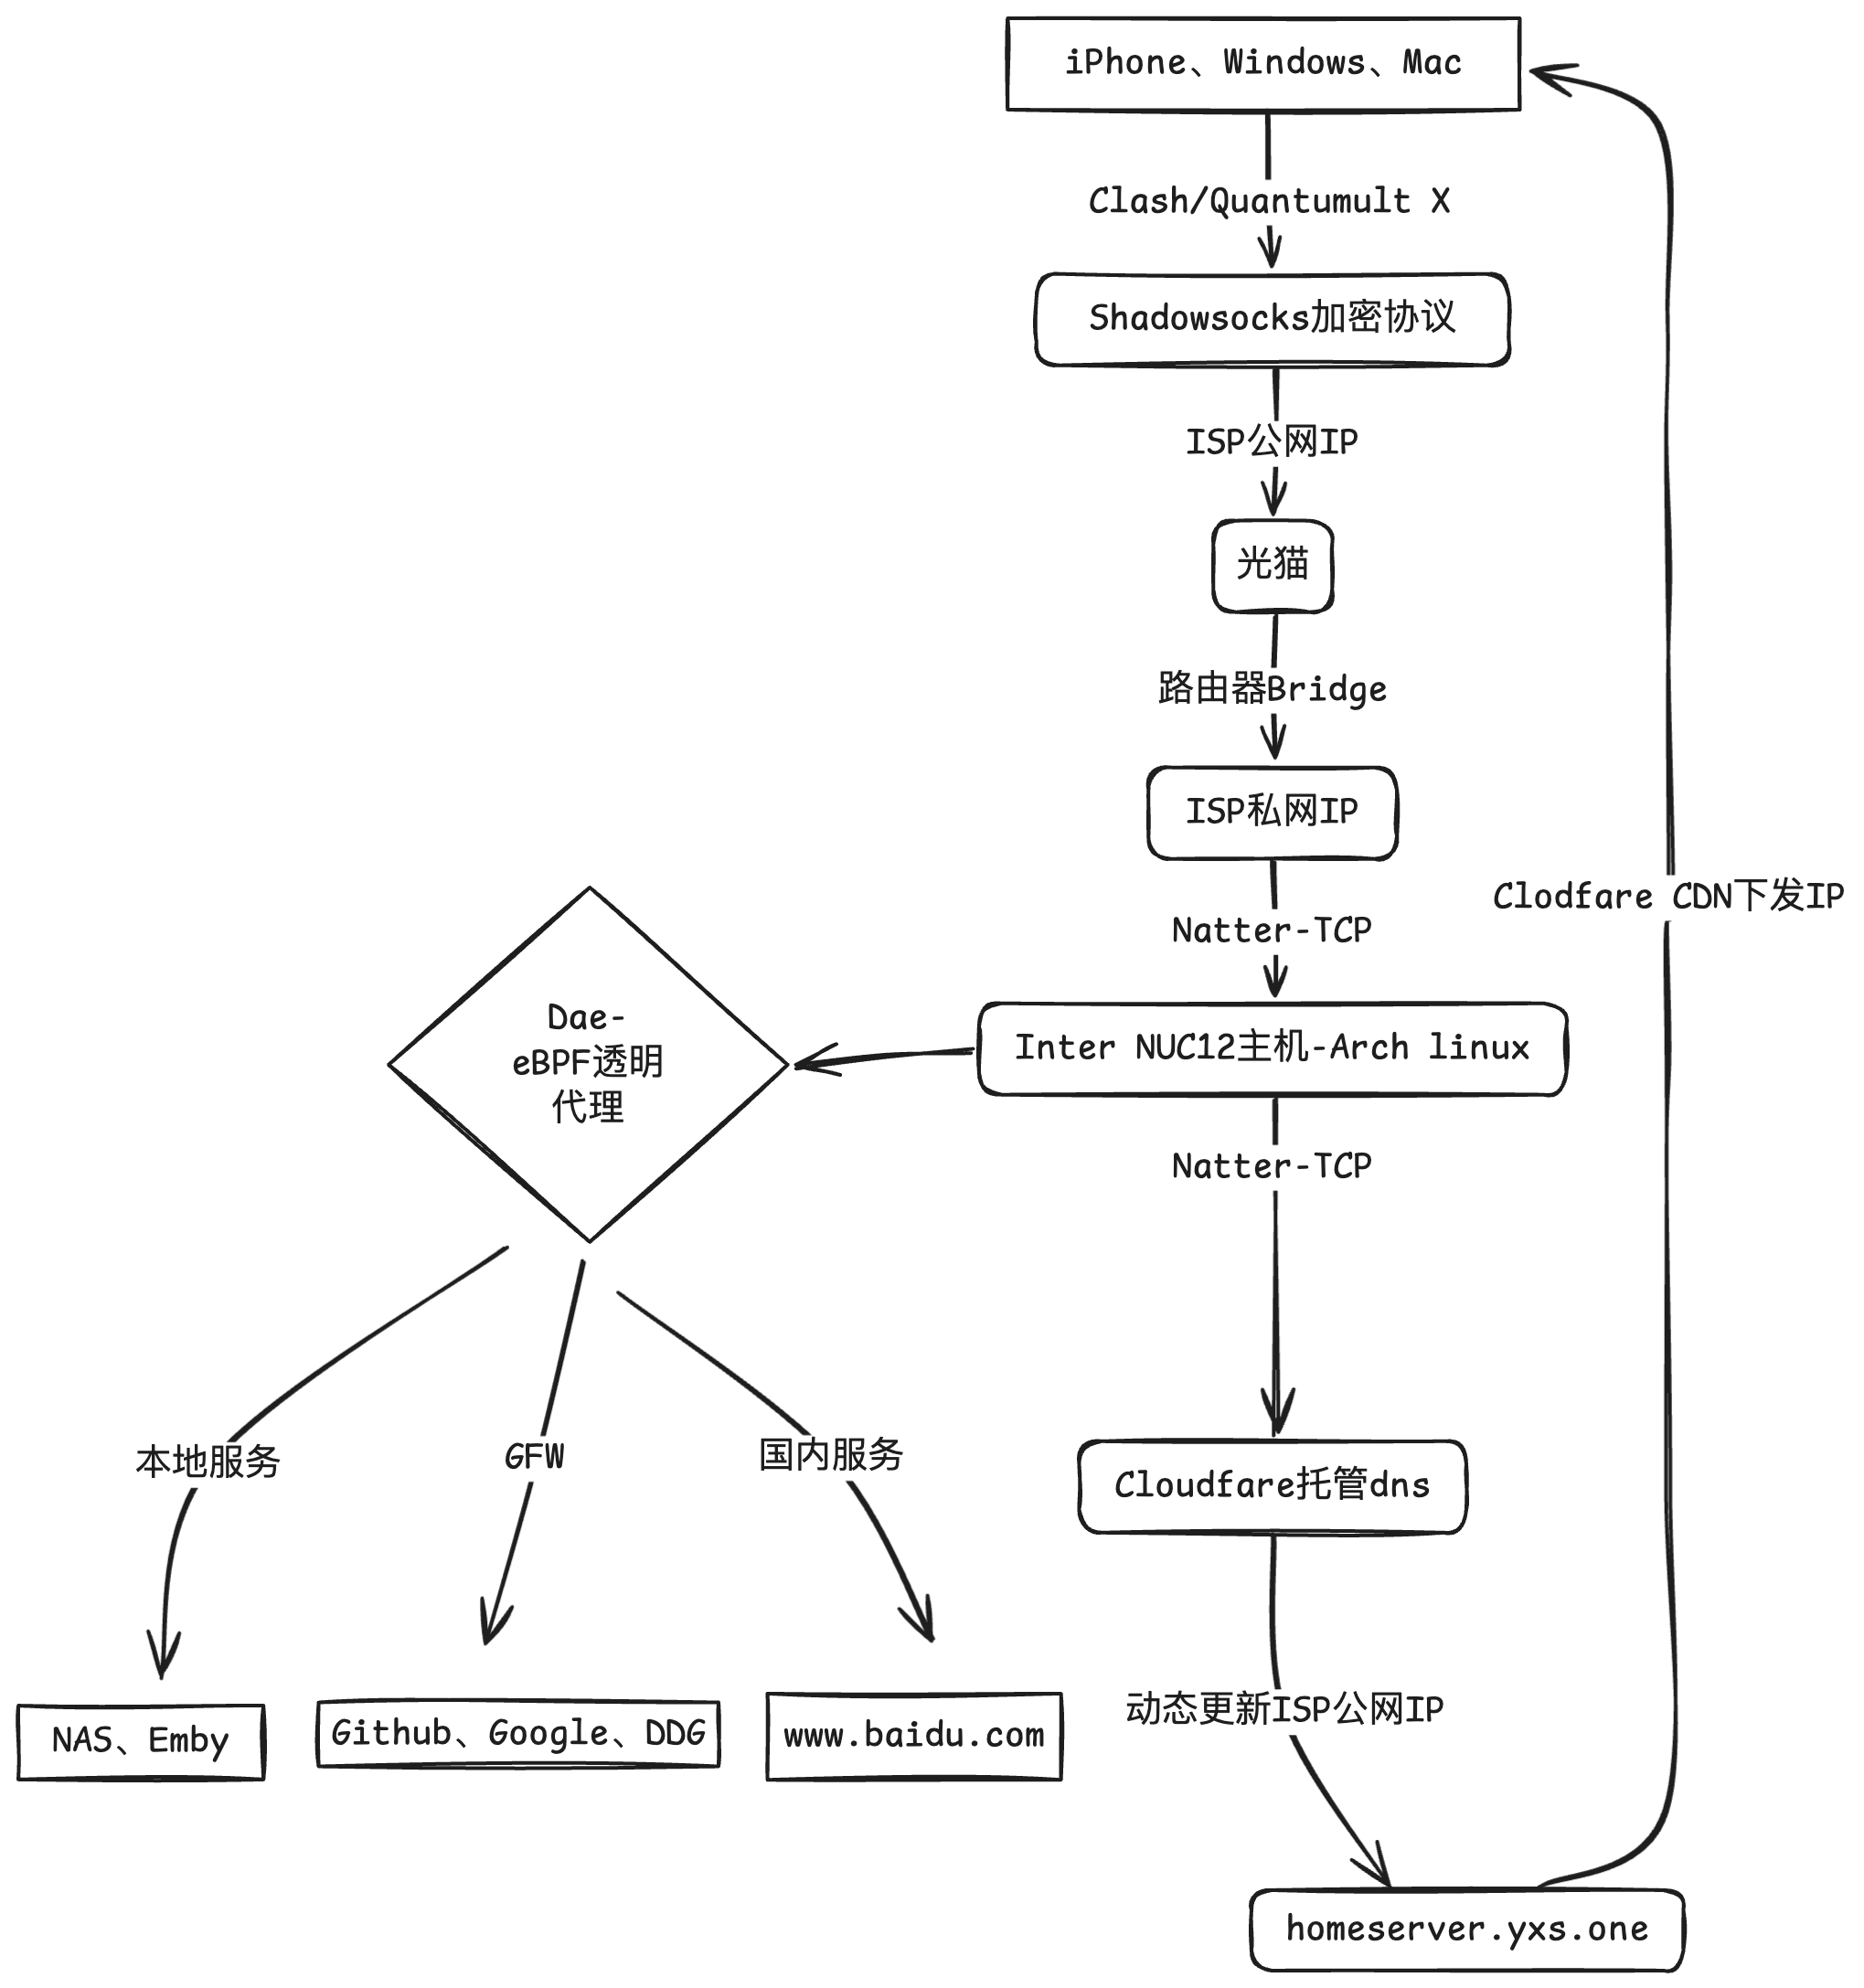 iPhone、Windows、Mac
Clash/Quantumult X
Shadowsocks加密协议
ISP公网IP
光猫
路由器Bridge
ISP私网IP
Clodfare CDN下发IP
Natter-TCP
Inter NUC12主机-Arch linux
Dae-
eBPF透明
代理
Natter-TCP
本地服务
GFW
国内服务
Cloudfare托管dns
NAS、Emby
Github、Google、DDG
www.baidu.com
动态更新ISP公网IP
homeserver.yxs.one